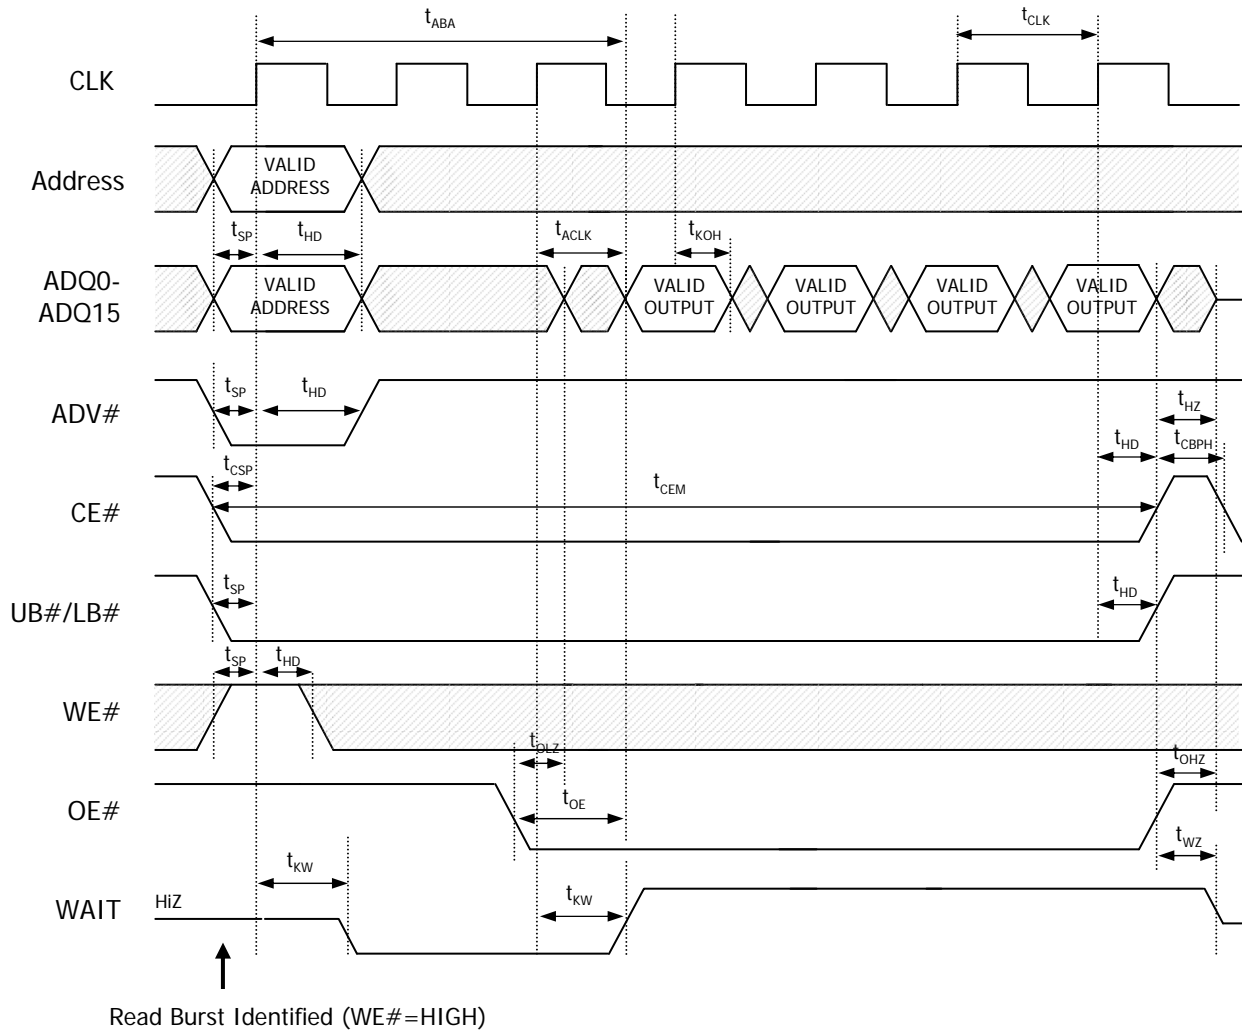 tABA
tCLK
CLK
Address
VALID
ADDRESS
tSP
tHD
tACLK
tKOH
ADQ0-
ADQ15
VALID
ADDRESS
VALID
OUTPUT
VALID
OUTPUT
VALID
OUTPUT
VALID
OUTPUT
ADV#
tSP
tHD
tHZ
tHD
tCBPH
CE#
tCSP
tCEM
UB#/LB#
tSP
tHD
tSP
tHD
WE#
tOLZ
tOHZ
OE#
tOE
tWZ
tKW
tKW
WAIT
HiZ
Read Burst Identified (WE#=HIGH)